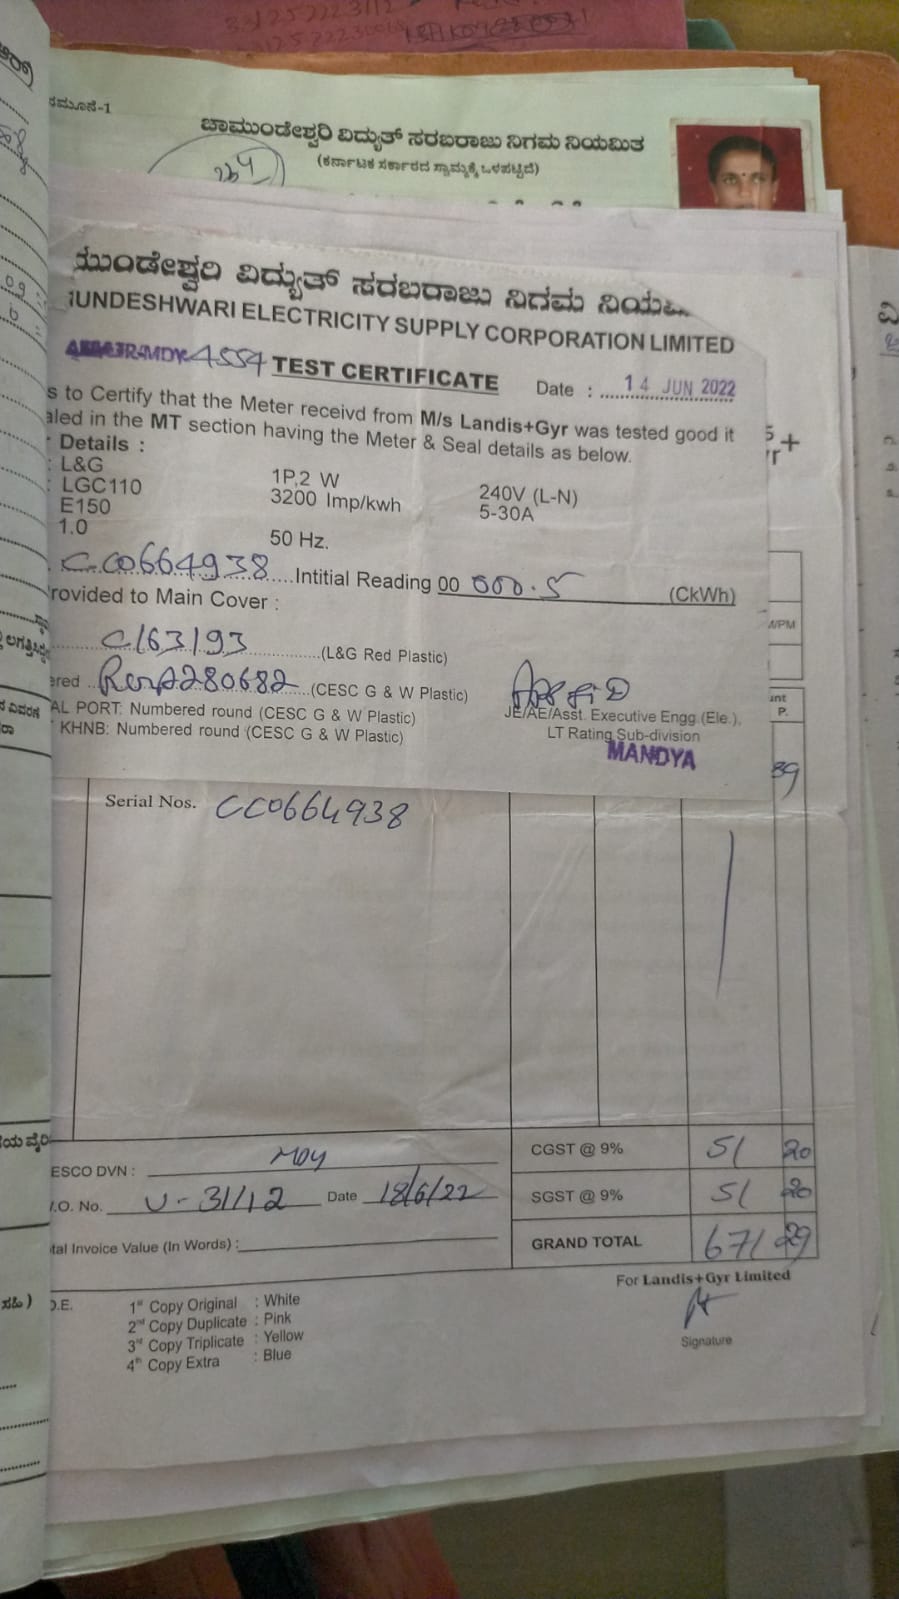 ಚಾಮುಂಡೇಶ್ವರಿ ವಿದ್ಯುತ್ ಸರಬರಾಜು ನಿಗಮ ನಿಯಮಿತ
(ಕರ್ನಾಟಕ ಸರ್ಕಾರದ ಸ್ವಾಮ್ಯಕ್ಕೆ ಒಳಪಟ್ಟಿದೆ)
ಮುಂಡೇಶ್ವರಿ ವಿದ್ಯುತ್ ಸರಬರಾಜು ನಿಗಮ
UNDESHWARI ELECTRICITY SUPPLY CORPORATION LIMITED
4554 TEST CERTIFICATE Date : 14 JUN 2022
s to Certify that the Meter receivd from M/s Landis+Gyr was tested good it
aled in the MT section having the Meter & Seal details as below.
Details :
: L&G 1P,2 W 240V (L-N)
: LGC110 3200 Imp/kwh 5-30A
E150
1.0 50 Hz.
CC0664938 Intitial Reading 00 000.5 (CkWh)
rovided to Main Cover :
C163193 (L&G Red Plastic)
ered A280682 (CESC G & W Plastic)
AL PORT: Numbered round (CESC G & W Plastic)
KHNB: Numbered round (CESC G & W Plastic)
JE/AE/Asst. Executive Engg.(Ele.),
LT Rating Sub-division
MANDYA
Serial Nos. CC0664938
CGST @ 9% 51 20
ESCO DVN : MDY
SGST @ 9% 51 20
.O. No. U-31/12 Date 18/6/22
GRAND TOTAL 671 29
tal Invoice Value (In Words) :
For Landis+Gyr Limited
D.E. 1st Copy Original : White
2nd Copy Duplicate : Pink
3rd Copy Triplicate : Yellow
4th Copy Extra : Blue
Signature